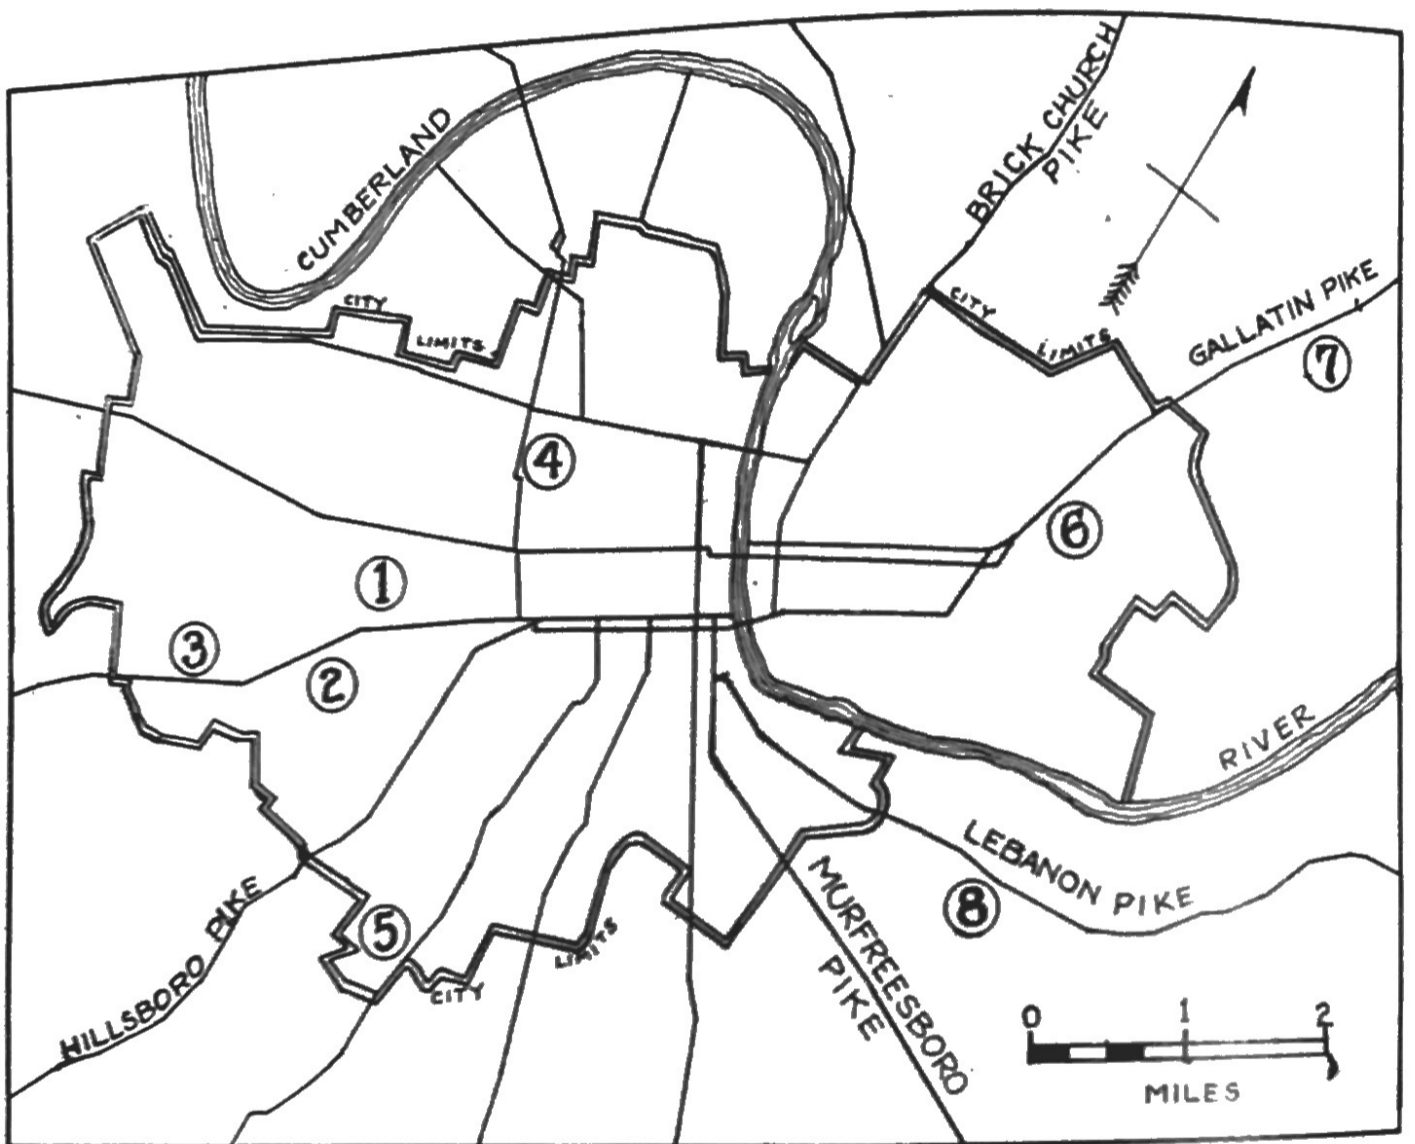 CUMBERLAND
BRICK CHURCH
PIKE
CITY
LIMITS
CITY
LIMITS
GALLATIN PIKE
7
4
6
1
3
2
RIVER
LEBANON PIKE
8
MURFREESBORO
PIKE
5
HILLSBORO PIKE
CITY
LIMITS
0 1 2
MILES